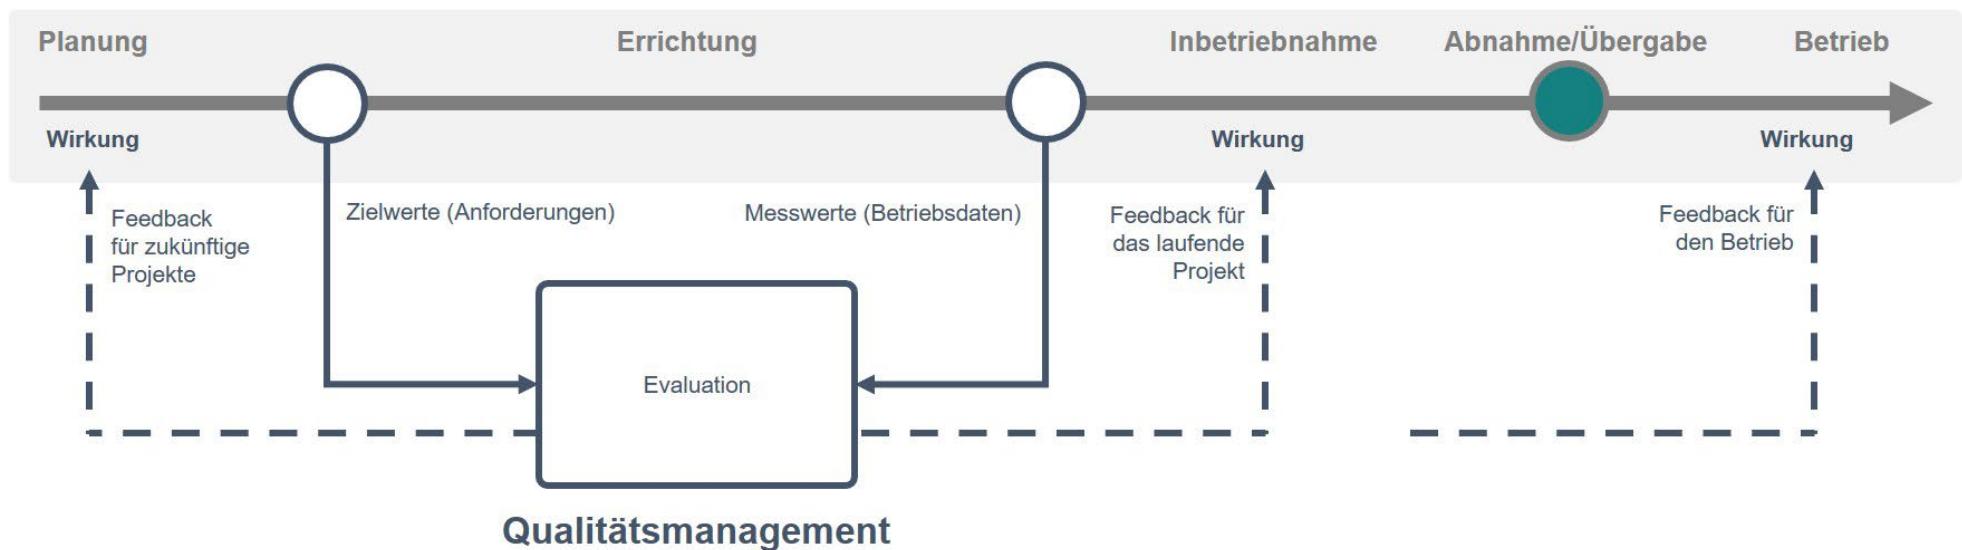 Planung
Errichtung
Inbetriebnahme
Abnahme/Übergabe
Betrieb
Wirkung
Wirkung
Wirkung
Feedback
für zukünftige
Projekte
Zielwerte (Anforderungen)
Messwerte (Betriebsdaten)
Feedback für
das laufende
Projekt
Feedback für
den Betrieb
Evaluation
Qualitätsmanagement